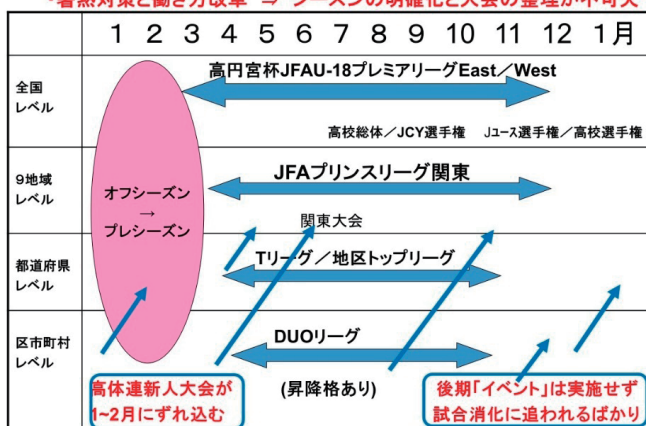 ・暑熱対策と働き方改革 ⇒ シーズンの明確化と大会の整理が不可欠
1 2 3 4 5 6 7 8 9 10 11 12 1月
全国
レベル
高円宮杯JFAU-18プレミアリーグEast/West
高校総体/JCY選手権 Jユース選手権/高校選手権
9地域
レベル
オフシーズン
→
プレシーズン
JFAプリンスリーグ関東
関東大会
都道府県
レベル
Tリーグ/地区トップリーグ
区市町村
レベル
DUOリーグ
(昇降格あり)
高体連新人大会が
1~2月にずれ込む
後期「イベント」は実施せず
試合消化に追われるばかり